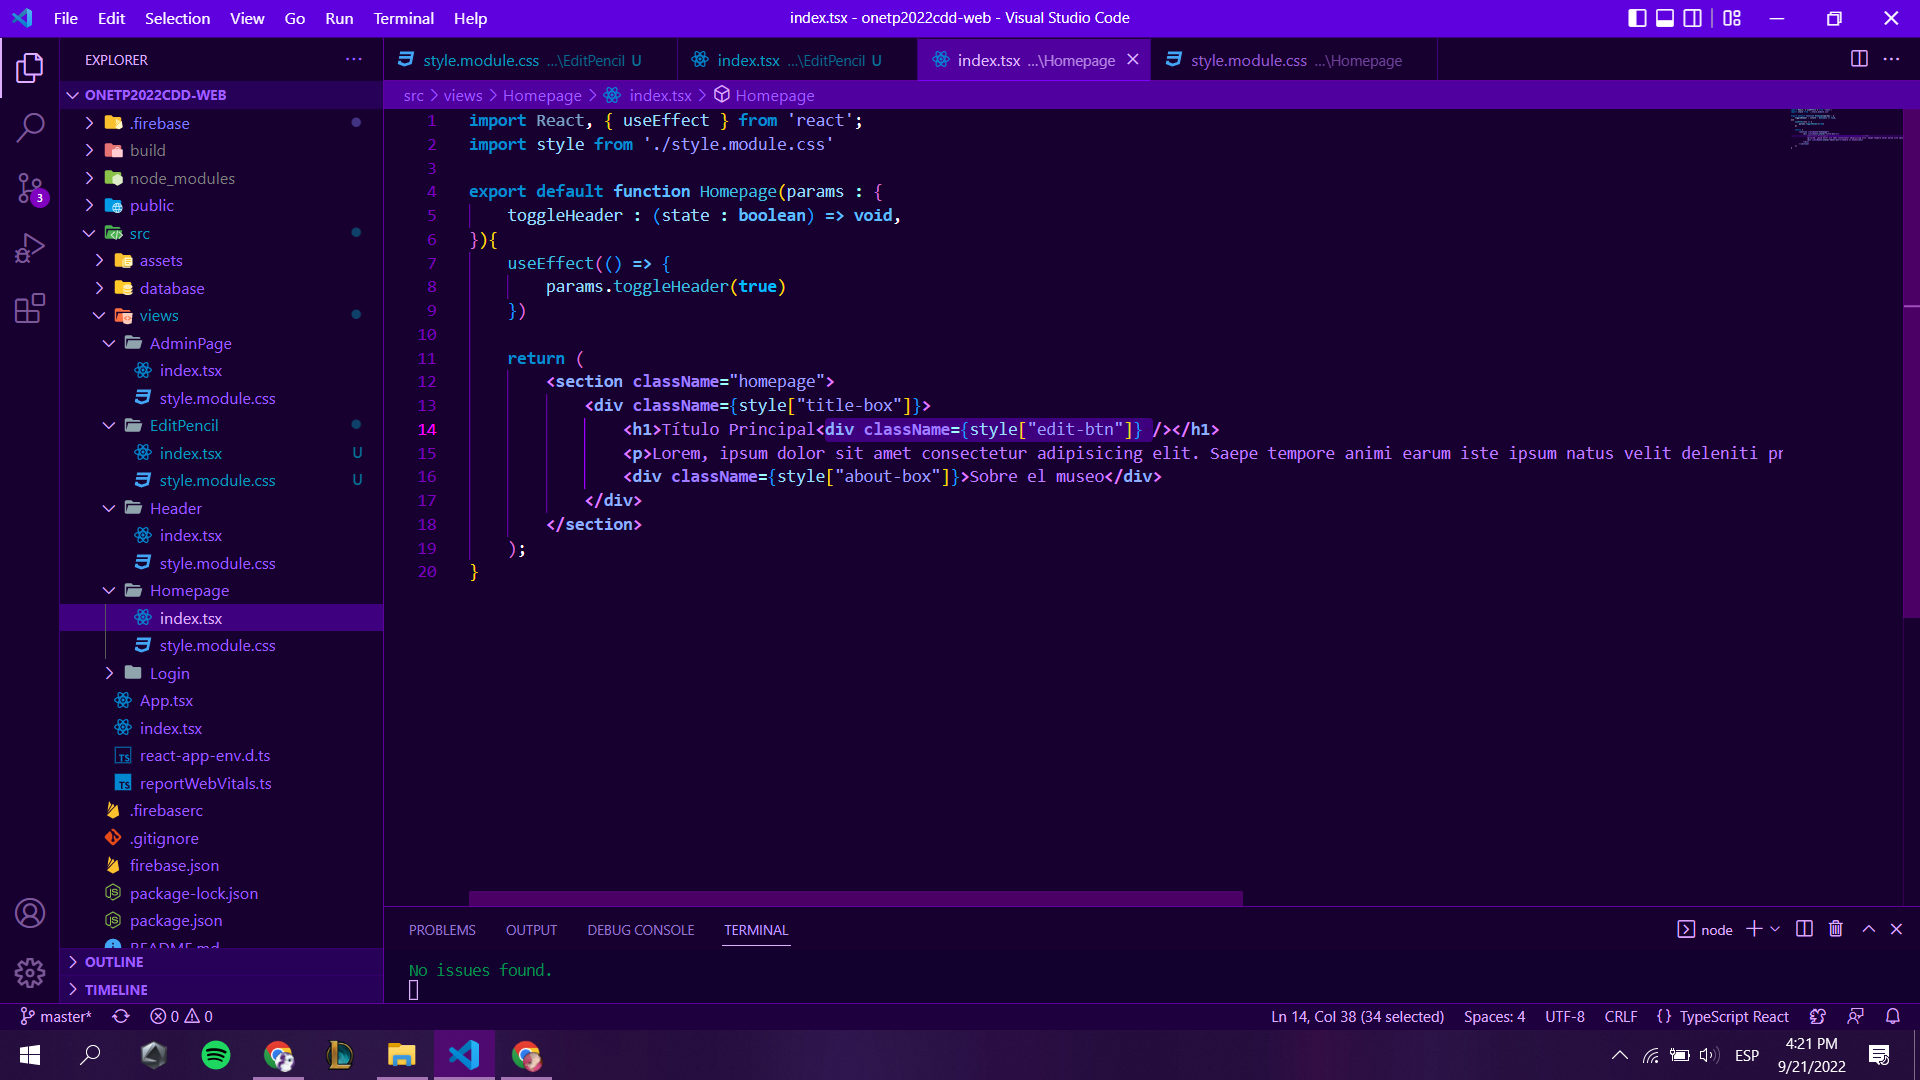 File Edit Selection View Go Run Terminal Help
index.tsx - onetp2022cdd-web - Visual Studio Code
EXPLORER
ONETP2022CDD-WEB
.firebase
build
node_modules
public
src
assets
database
views
AdminPage
index.tsx
style.module.css
EditPencil
index.tsx U
style.module.css U
Header
index.tsx
style.module.css
Homepage
index.tsx
style.module.css
Login
App.tsx
index.tsx
react-app-env.d.ts
reportWebVitals.ts
.firebaserc
.gitignore
firebase.json
package-lock.json
package.json
README.md
OUTLINE
TIMELINE
3
style.module.css ...\EditPencil U
index.tsx ...\EditPencil U
index.tsx ...\Homepage
style.module.css ...\Homepage
src > views > Homepage > index.tsx > Homepage
1 import React, { useEffect } from 'react';
2 import style from './style.module.css'
3
4 export default function Homepage(params : {
5 toggleHeader : (state : boolean) => void,
6 }){
7 useEffect(() => {
8 params.toggleHeader(true)
9 })
10
11 return (
12 <section className="homepage">
13 <div className={style["title-box"]}>
14 <h1>Título Principal<div className={style["edit-btn"]} /></h1>
15 <p>Lorem, ipsum dolor sit amet consectetur adipisicing elit. Saepe tempore animi earum iste ipsum natus velit deleniti pr
16 <div className={style["about-box"]}>Sobre el museo</div>
17 </div>
18 </section>
19 );
20 }
PROBLEMS OUTPUT DEBUG CONSOLE TERMINAL
node
No issues found.
master* 0 0
Ln 14, Col 38 (34 selected) Spaces: 4 UTF-8 CRLF {} TypeScript React
ESP
4:21 PM
9/21/2022